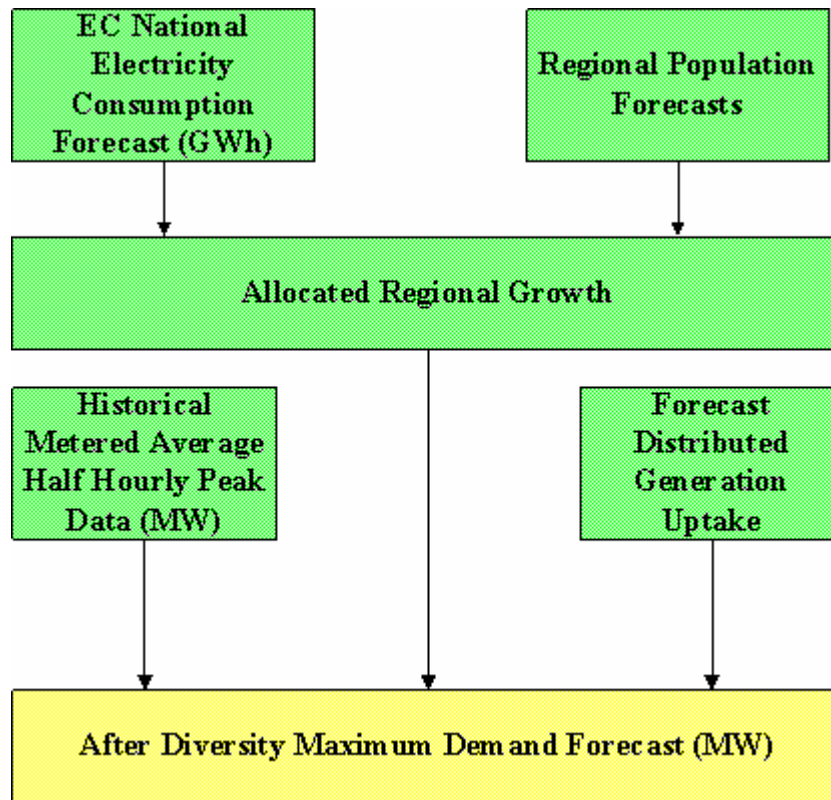 EC National
Electricity
Consumption
Forecast (GWh)
Regional Population
Forecasts
Allocated Regional Growth
Historical
Metered Average
Half Hourly Peak
Data (MW)
Forecast
Distributed
Generation
Uptake
After Diversity Maximum Demand Forecast (MW)